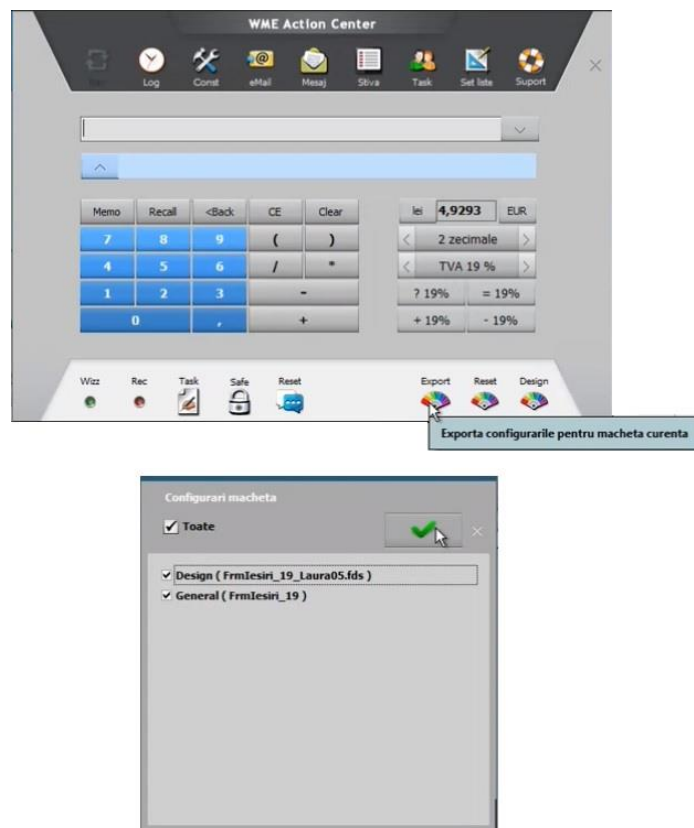 WME Action Center
Log Const eMail Mesaj Stiva Task Set liste Suport
Memo Recall <Back CE Clear lei 4,9293 EUR
7 8 9 ( ) < 2 zecimale >
4 5 6 / * < TVA 19 % >
1 2 3 - ? 19% = 19%
0 , + + 19% - 19%
Wizz Rec Task Safe Reset Export Reset Design
Exporta configurarile pentru macheta curenta
Configurari macheta
Toate
Design ( FrmIesiri_19_Laura05.fds )
General ( FrmIesiri_19 )